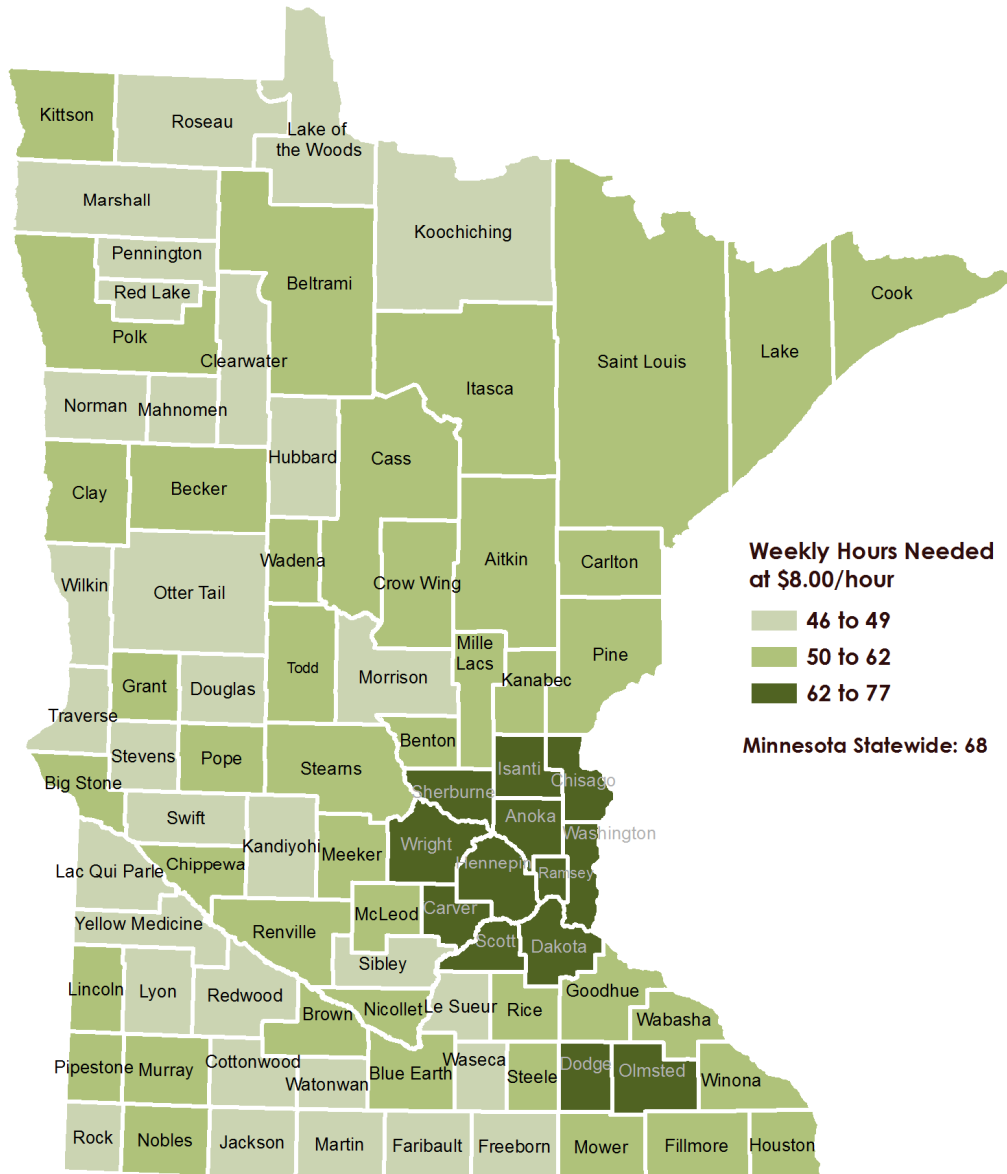 Kittson
Roseau
Lake of
the Woods
Marshall
Koochiching
Pennington
Beltrami
Red Lake
Cook
Polk
Lake
Clearwater
Saint Louis
Itasca
Norman
Mahnomen
Hubbard
Cass
Clay
Becker
Weekly Hours Needed
at $8.00/hour
46 to 49
50 to 62
62 to 77
Minnesota Statewide: 68
Wadena
Aitkin
Carlton
Wilkin
Otter Tail
Crow Wing
Mille
Lacs
Pine
Todd
Morrison
Kanabec
Grant
Douglas
Traverse
Benton
Stevens
Pope
Stearns
Isanti
Chisago
Big Stone
Sherburne
Swift
Anoka
Washington
Kandiyohi
Wright
Meeker
Chippewa
Hennepin
Lac Qui Parle
Ramsey
Carver
McLeod
Yellow Medicine
Renville
Scott
Dakota
Sibley
Lincoln
Lyon
Redwood
Goodhue
Nicollet
Le Sueur
Rice
Brown
Wabasha
Pipestone
Murray
Cottonwood
Waseca
Dodge
Olmsted
Watonwan
Blue Earth
Steele
Winona
Rock
Nobles
Jackson
Martin
Faribault
Freeborn
Mower
Fillmore
Houston